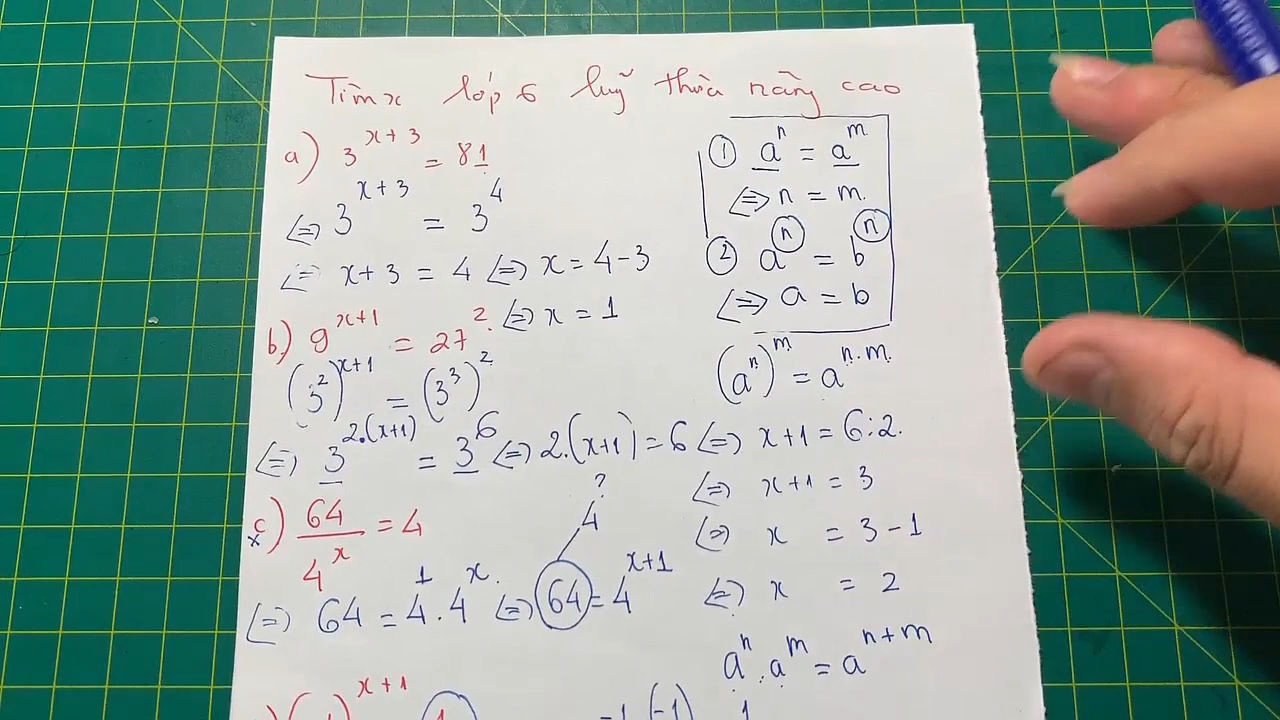 Tìm x lớp 6 luỹ thừa nâng cao
a) 3^{x+3} = 81
⇔ 3^{x+3} = 3^4
⇔ x+3 = 4 ⇔ x = 4-3
⇔ x = 1
① a^n = a^m
⇔ n = m
② a^n = b^n
⇔ a = b
(a^n)^m = a^{n.m}
b) 9^{x+1} = 27^2
(3^2)^{x+1} = (3^3)^2
⇔ 3^{2.(x+1)} = 3^6 ⇔ 2.(x+1) = 6 ⇔ x+1 = 6:2.
⇔ x+1 = 3
⇔ x = 3-1
⇔ x = 2
c) 64/4^x = 4
4^?
⇔ 64 = 4^1 . 4^x ⇔ 64 = 4^{x+1}
a^n . a^m = a^{n+m}